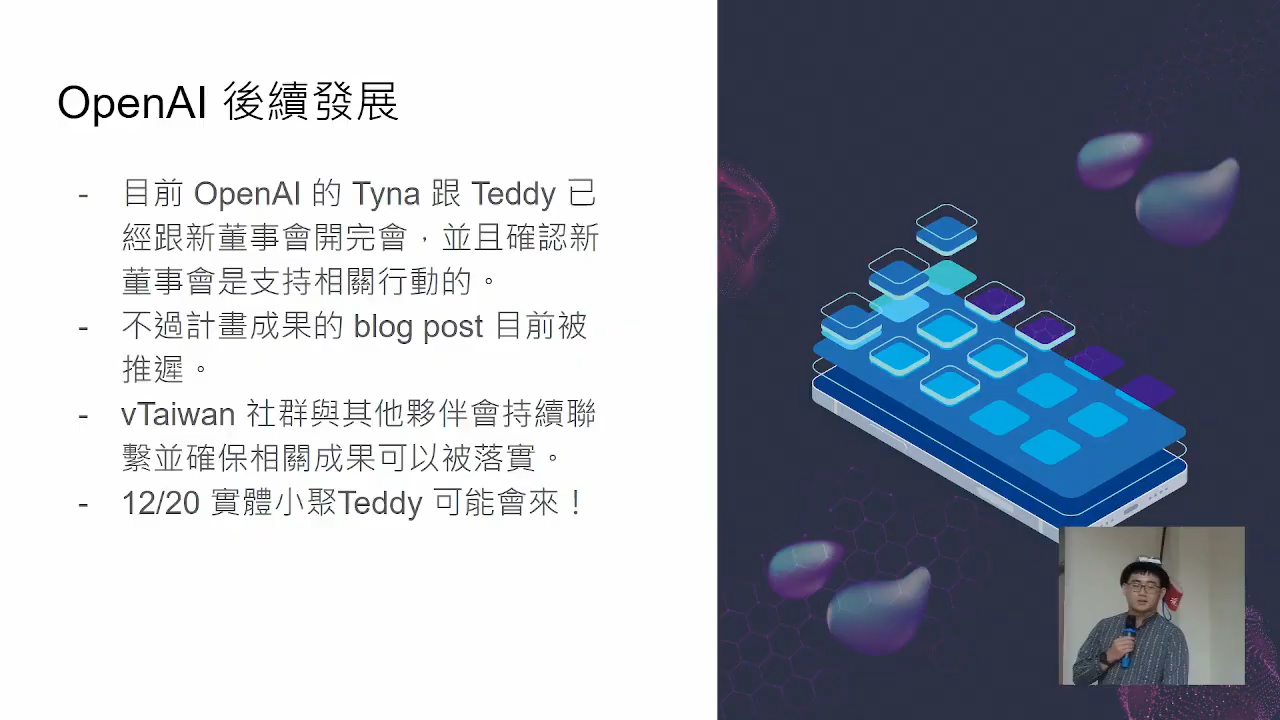 OpenAI 後續發展
- 目前 OpenAI 的 Tyna 跟 Teddy 已
經跟新董事會開完會，並且確認新
董事會是支持相關行動的。
- 不過計畫成果的 blog post 目前被
推遲。
- vTaiwan 社群與其他夥伴會持續聯
繫並確保相關成果可以被落實。
- 12/20 實體小聚Teddy 可能會來！